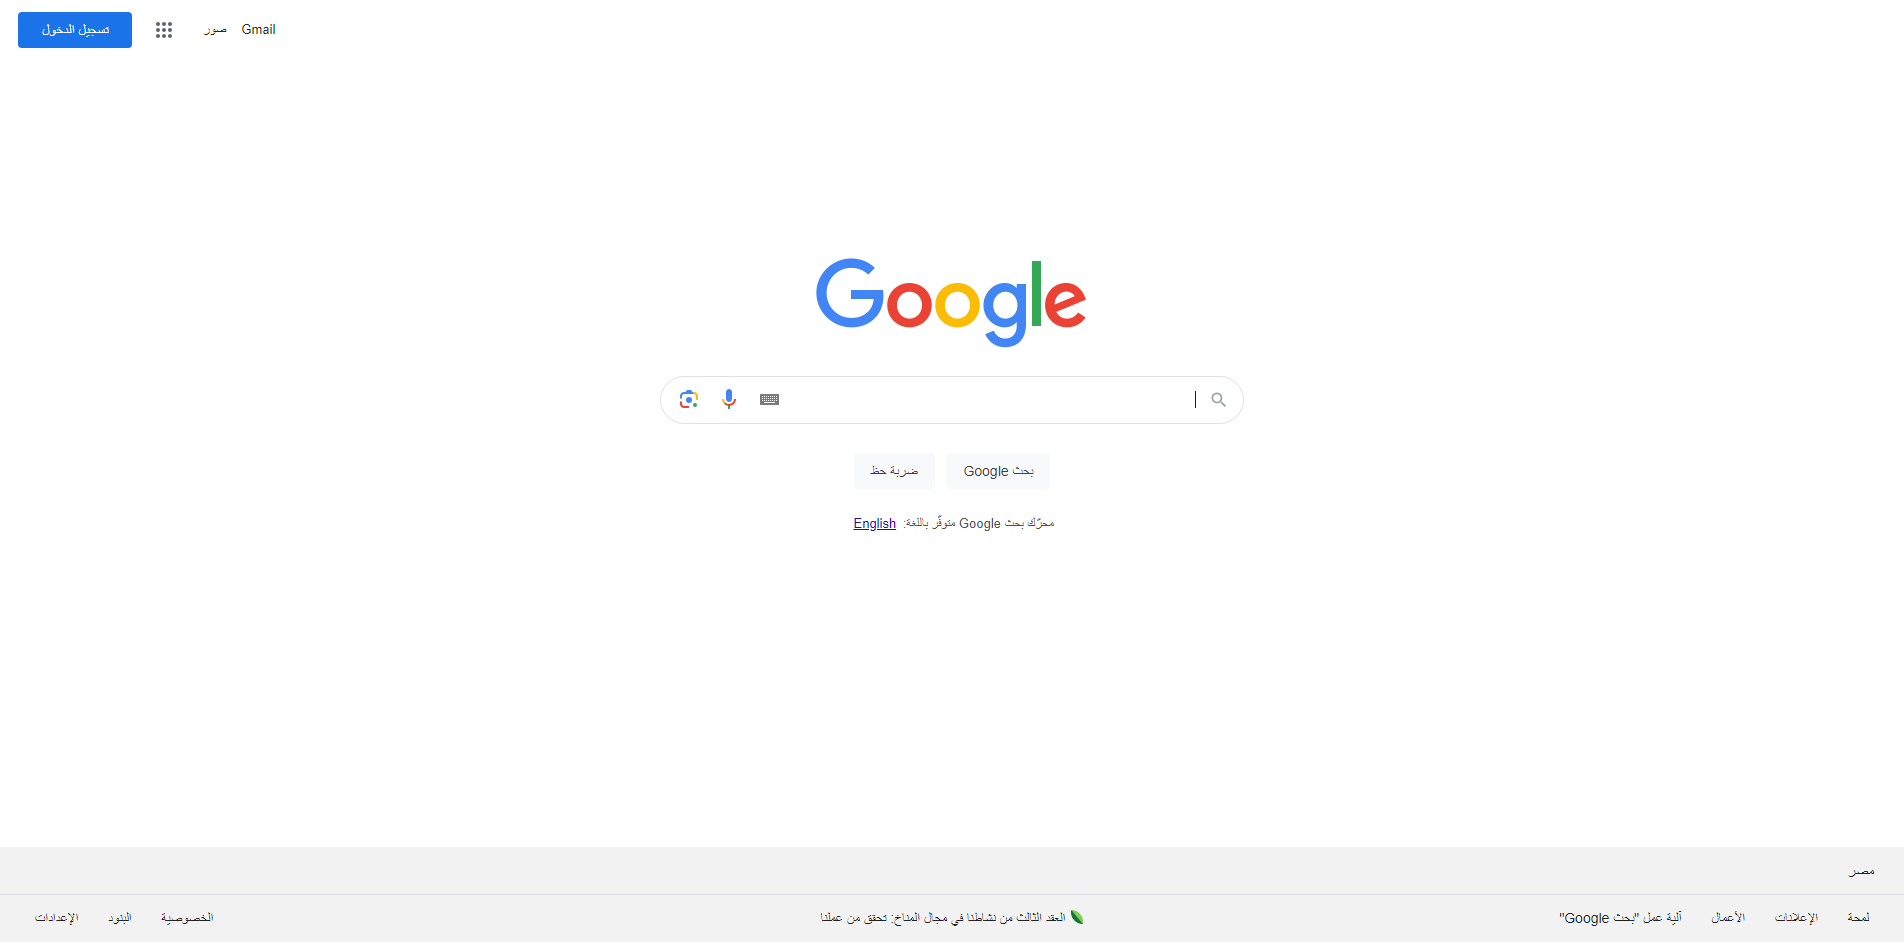 Gmail
صور
تسجيل الدخول
Google
بحث Google
ضربة حظ
محرّك بحث Google متوفّر باللغة: English
مصر
لمحة
الإعلانات
الأعمال
آلية عمل "بحث Google"
العقد الثالث من نشاطنا في مجال المناخ: تحقق من عملنا
الخصوصية
البنود
الإعدادات